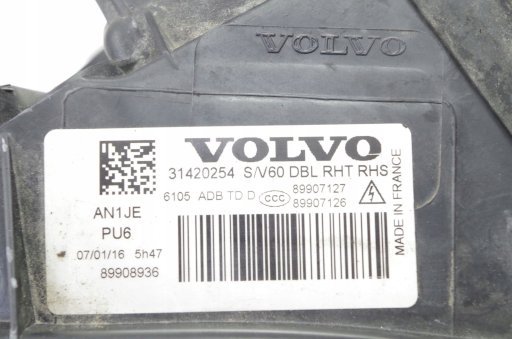 VOLVO
VOLVO
31420254 S/V60 DBL RHT RHS
6105 ADB TD D CCC 89907127
89907126
AN1JE
PU6
07/01/16 5h47
89908936
MADE IN FRANCE